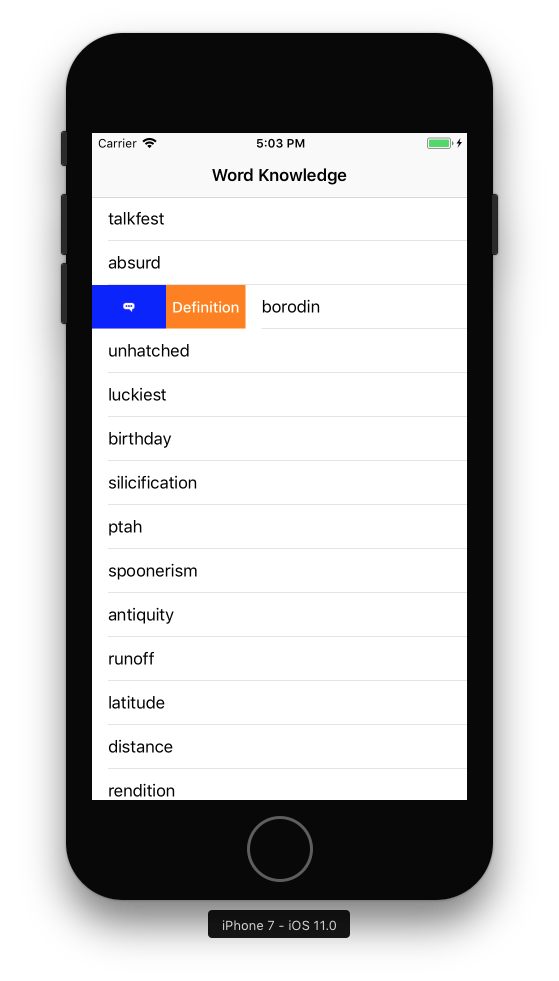 Carrier 5:03 PM
Word Knowledge
talkfest
absurd
Definition borodin
unhatched
luckiest
birthday
silicification
ptah
spoonerism
antiquity
runoff
latitude
distance
rendition
iPhone 7 - iOS 11.0